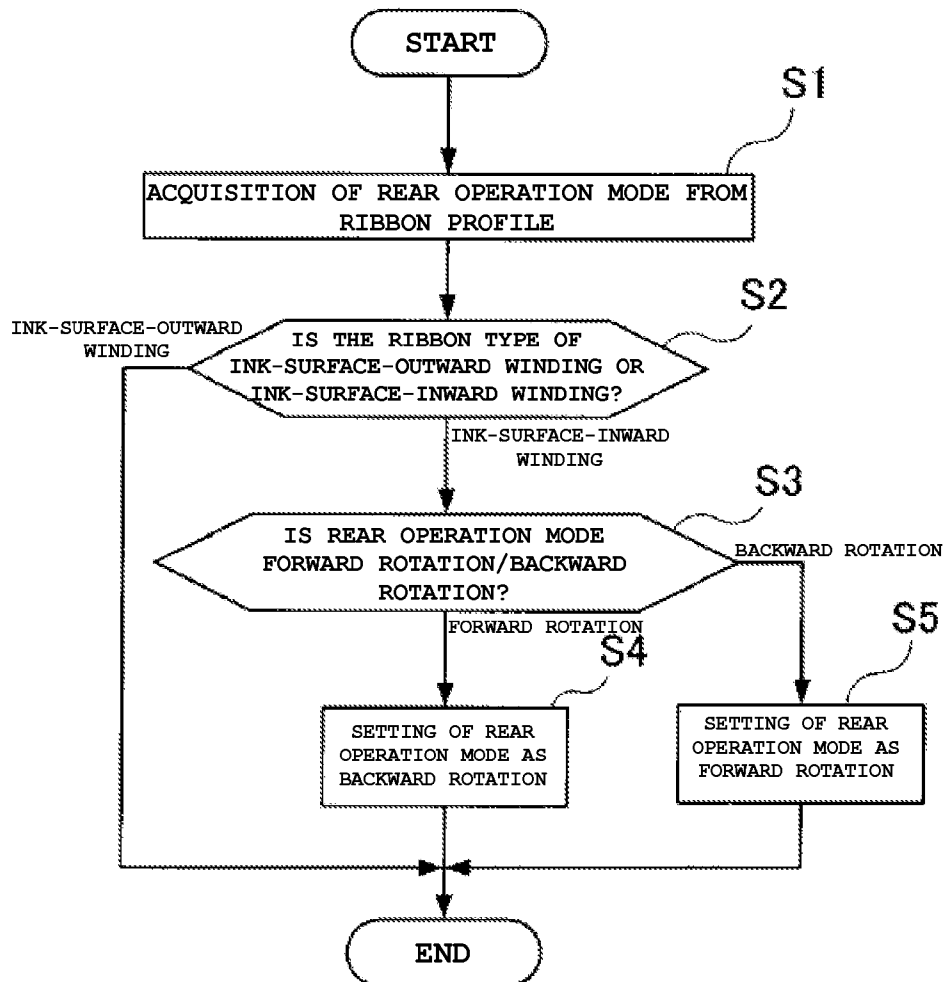 START
S1
ACQUISITION OF REAR OPERATION MODE FROM
RIBBON PROFILE
S2
INK-SURFACE-OUTWARD
WINDING
IS THE RIBBON TYPE OF
INK-SURFACE-OUTWARD WINDING OR
INK-SURFACE-INWARD WINDING?
INK-SURFACE-INWARD
WINDING
S3
IS REAR OPERATION MODE
FORWARD ROTATION/BACKWARD
ROTATION?
BACKWARD ROTATION
FORWARD ROTATION
S4
S5
SETTING OF REAR
OPERATION MODE AS
BACKWARD ROTATION
SETTING OF REAR
OPERATION MODE AS
FORWARD ROTATION
END